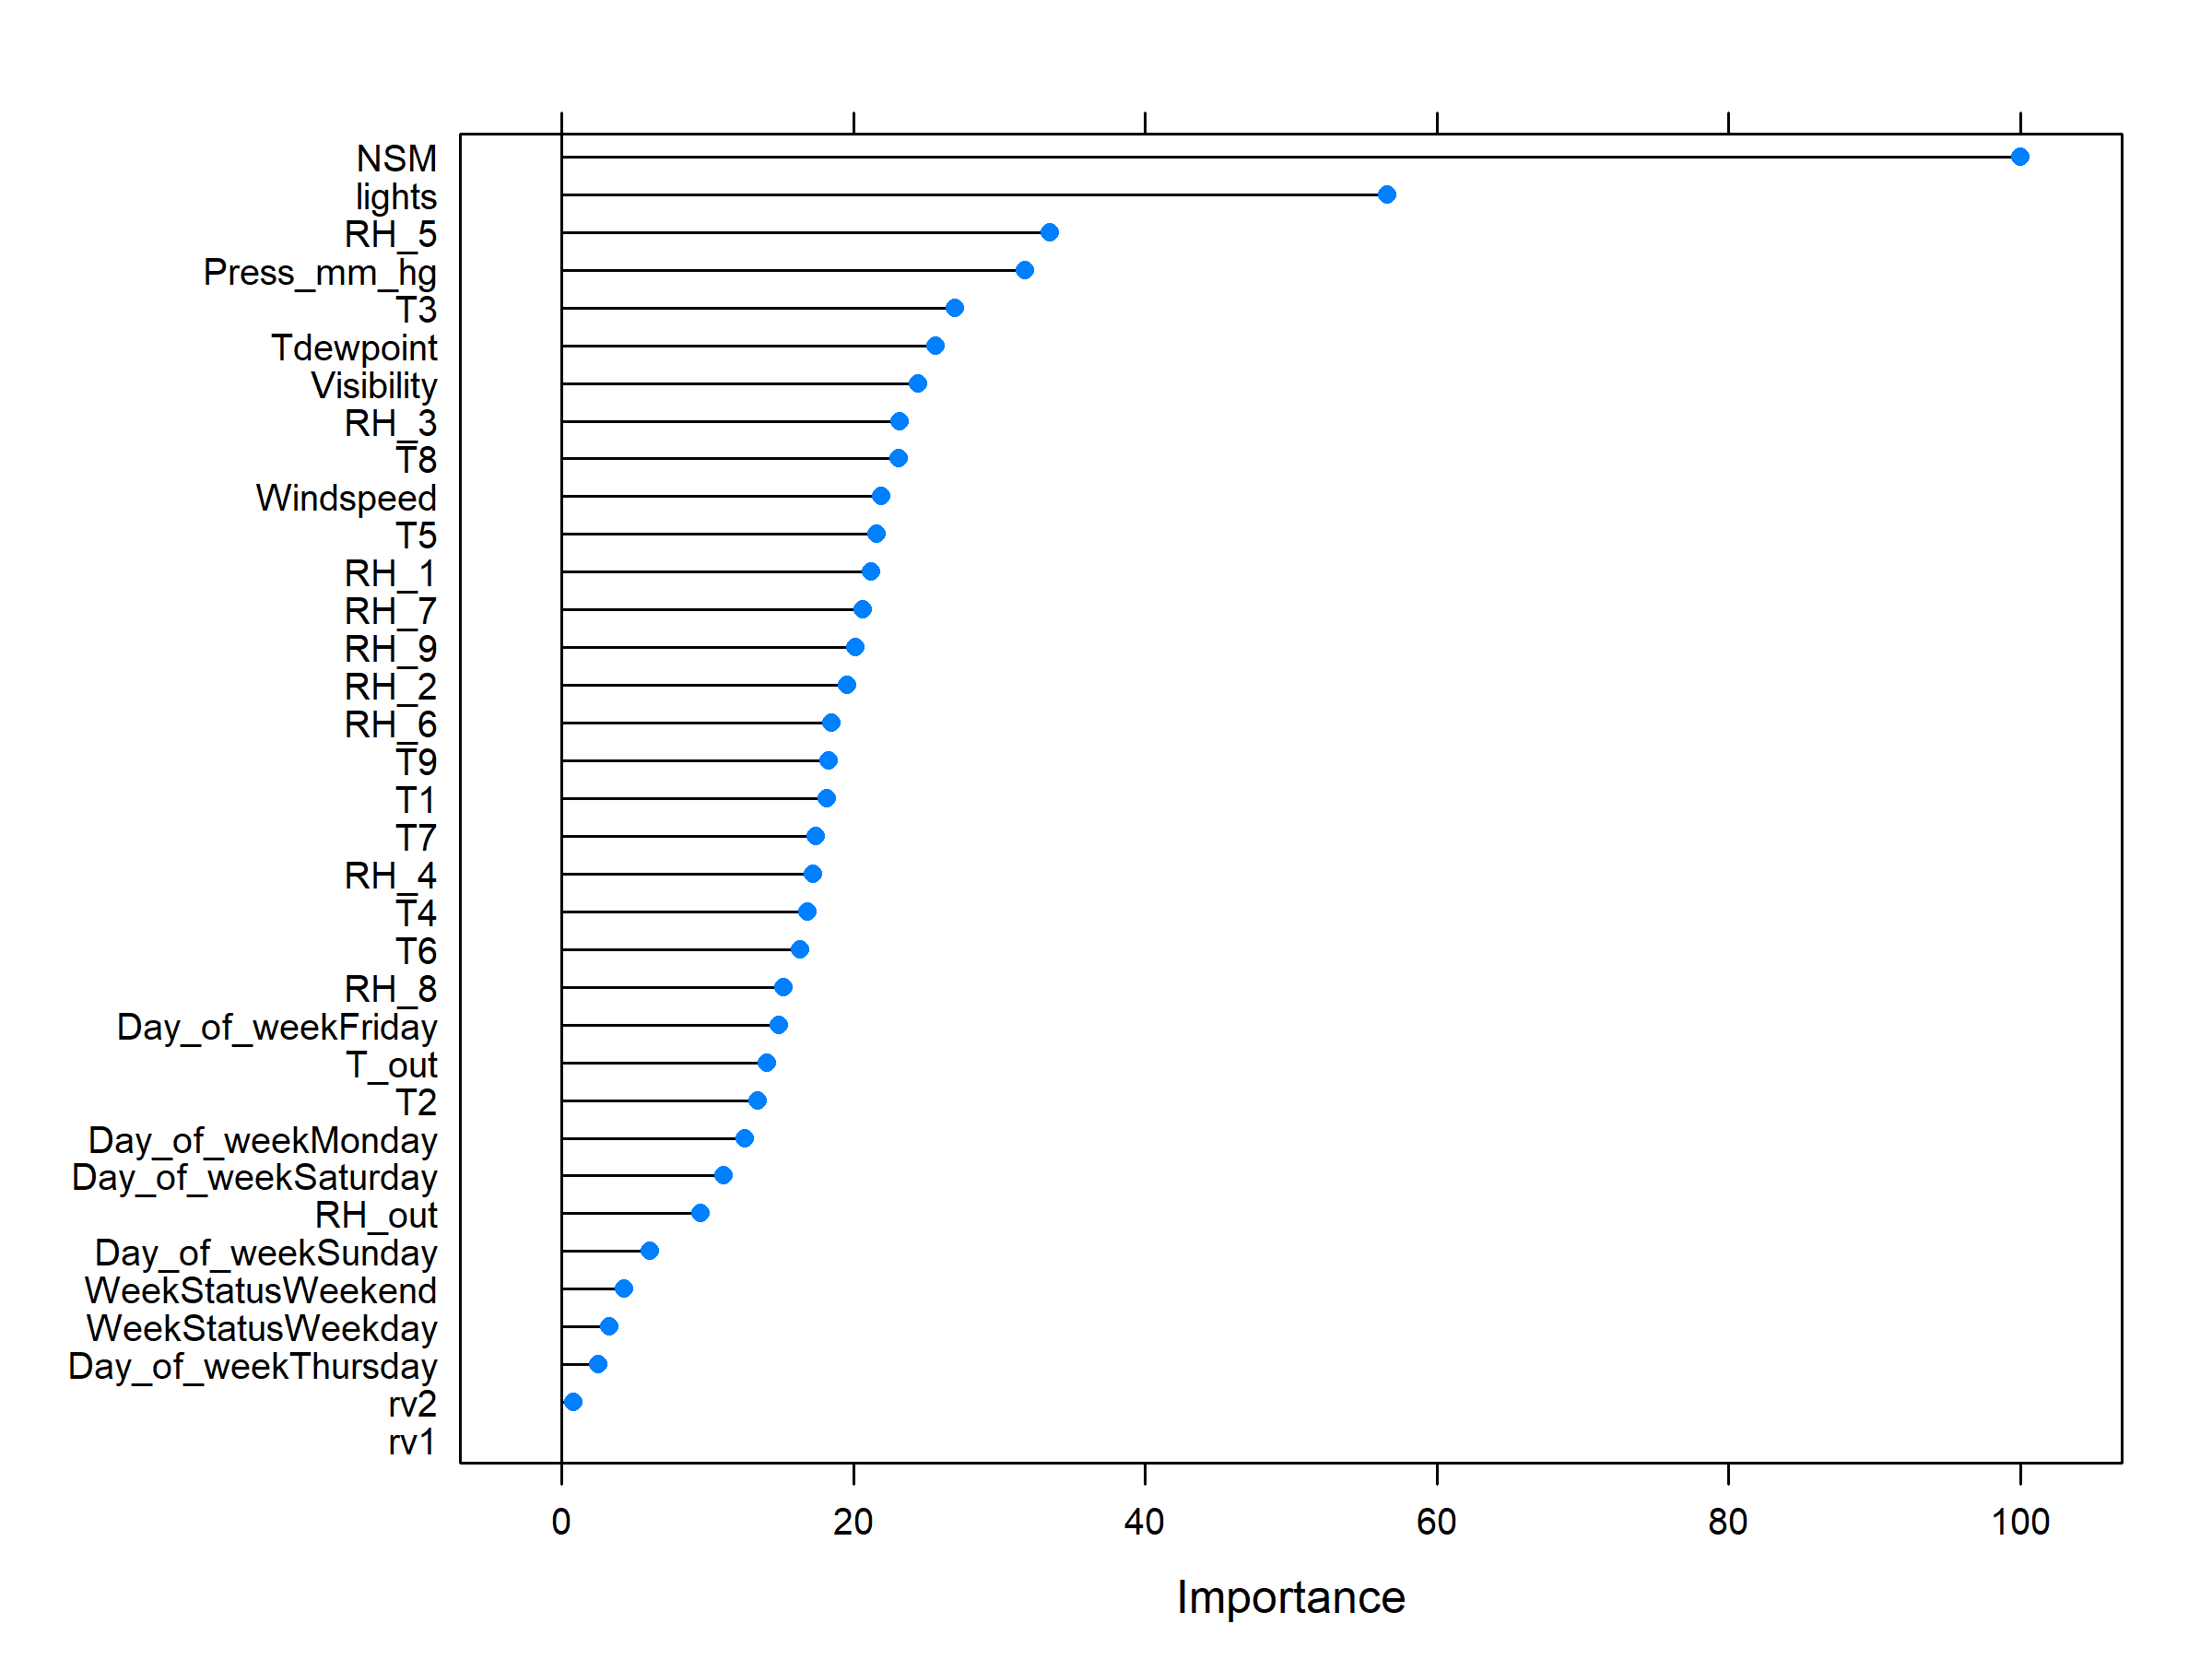 NSM
lights
RH_5
Press_mm_hg
T3
Tdewpoint
Visibility
RH_3
T8
Windspeed
T5
RH_1
RH_7
RH_9
RH_2
RH_6
T9
T1
T7
RH_4
T4
T6
RH_8
Day_of_weekFriday
T_out
T2
Day_of_weekMonday
Day_of_weekSaturday
RH_out
Day_of_weekSunday
WeekStatusWeekend
WeekStatusWeekday
Day_of_weekThursday
rv2
rv1
0 20 40 60 80 100
Importance